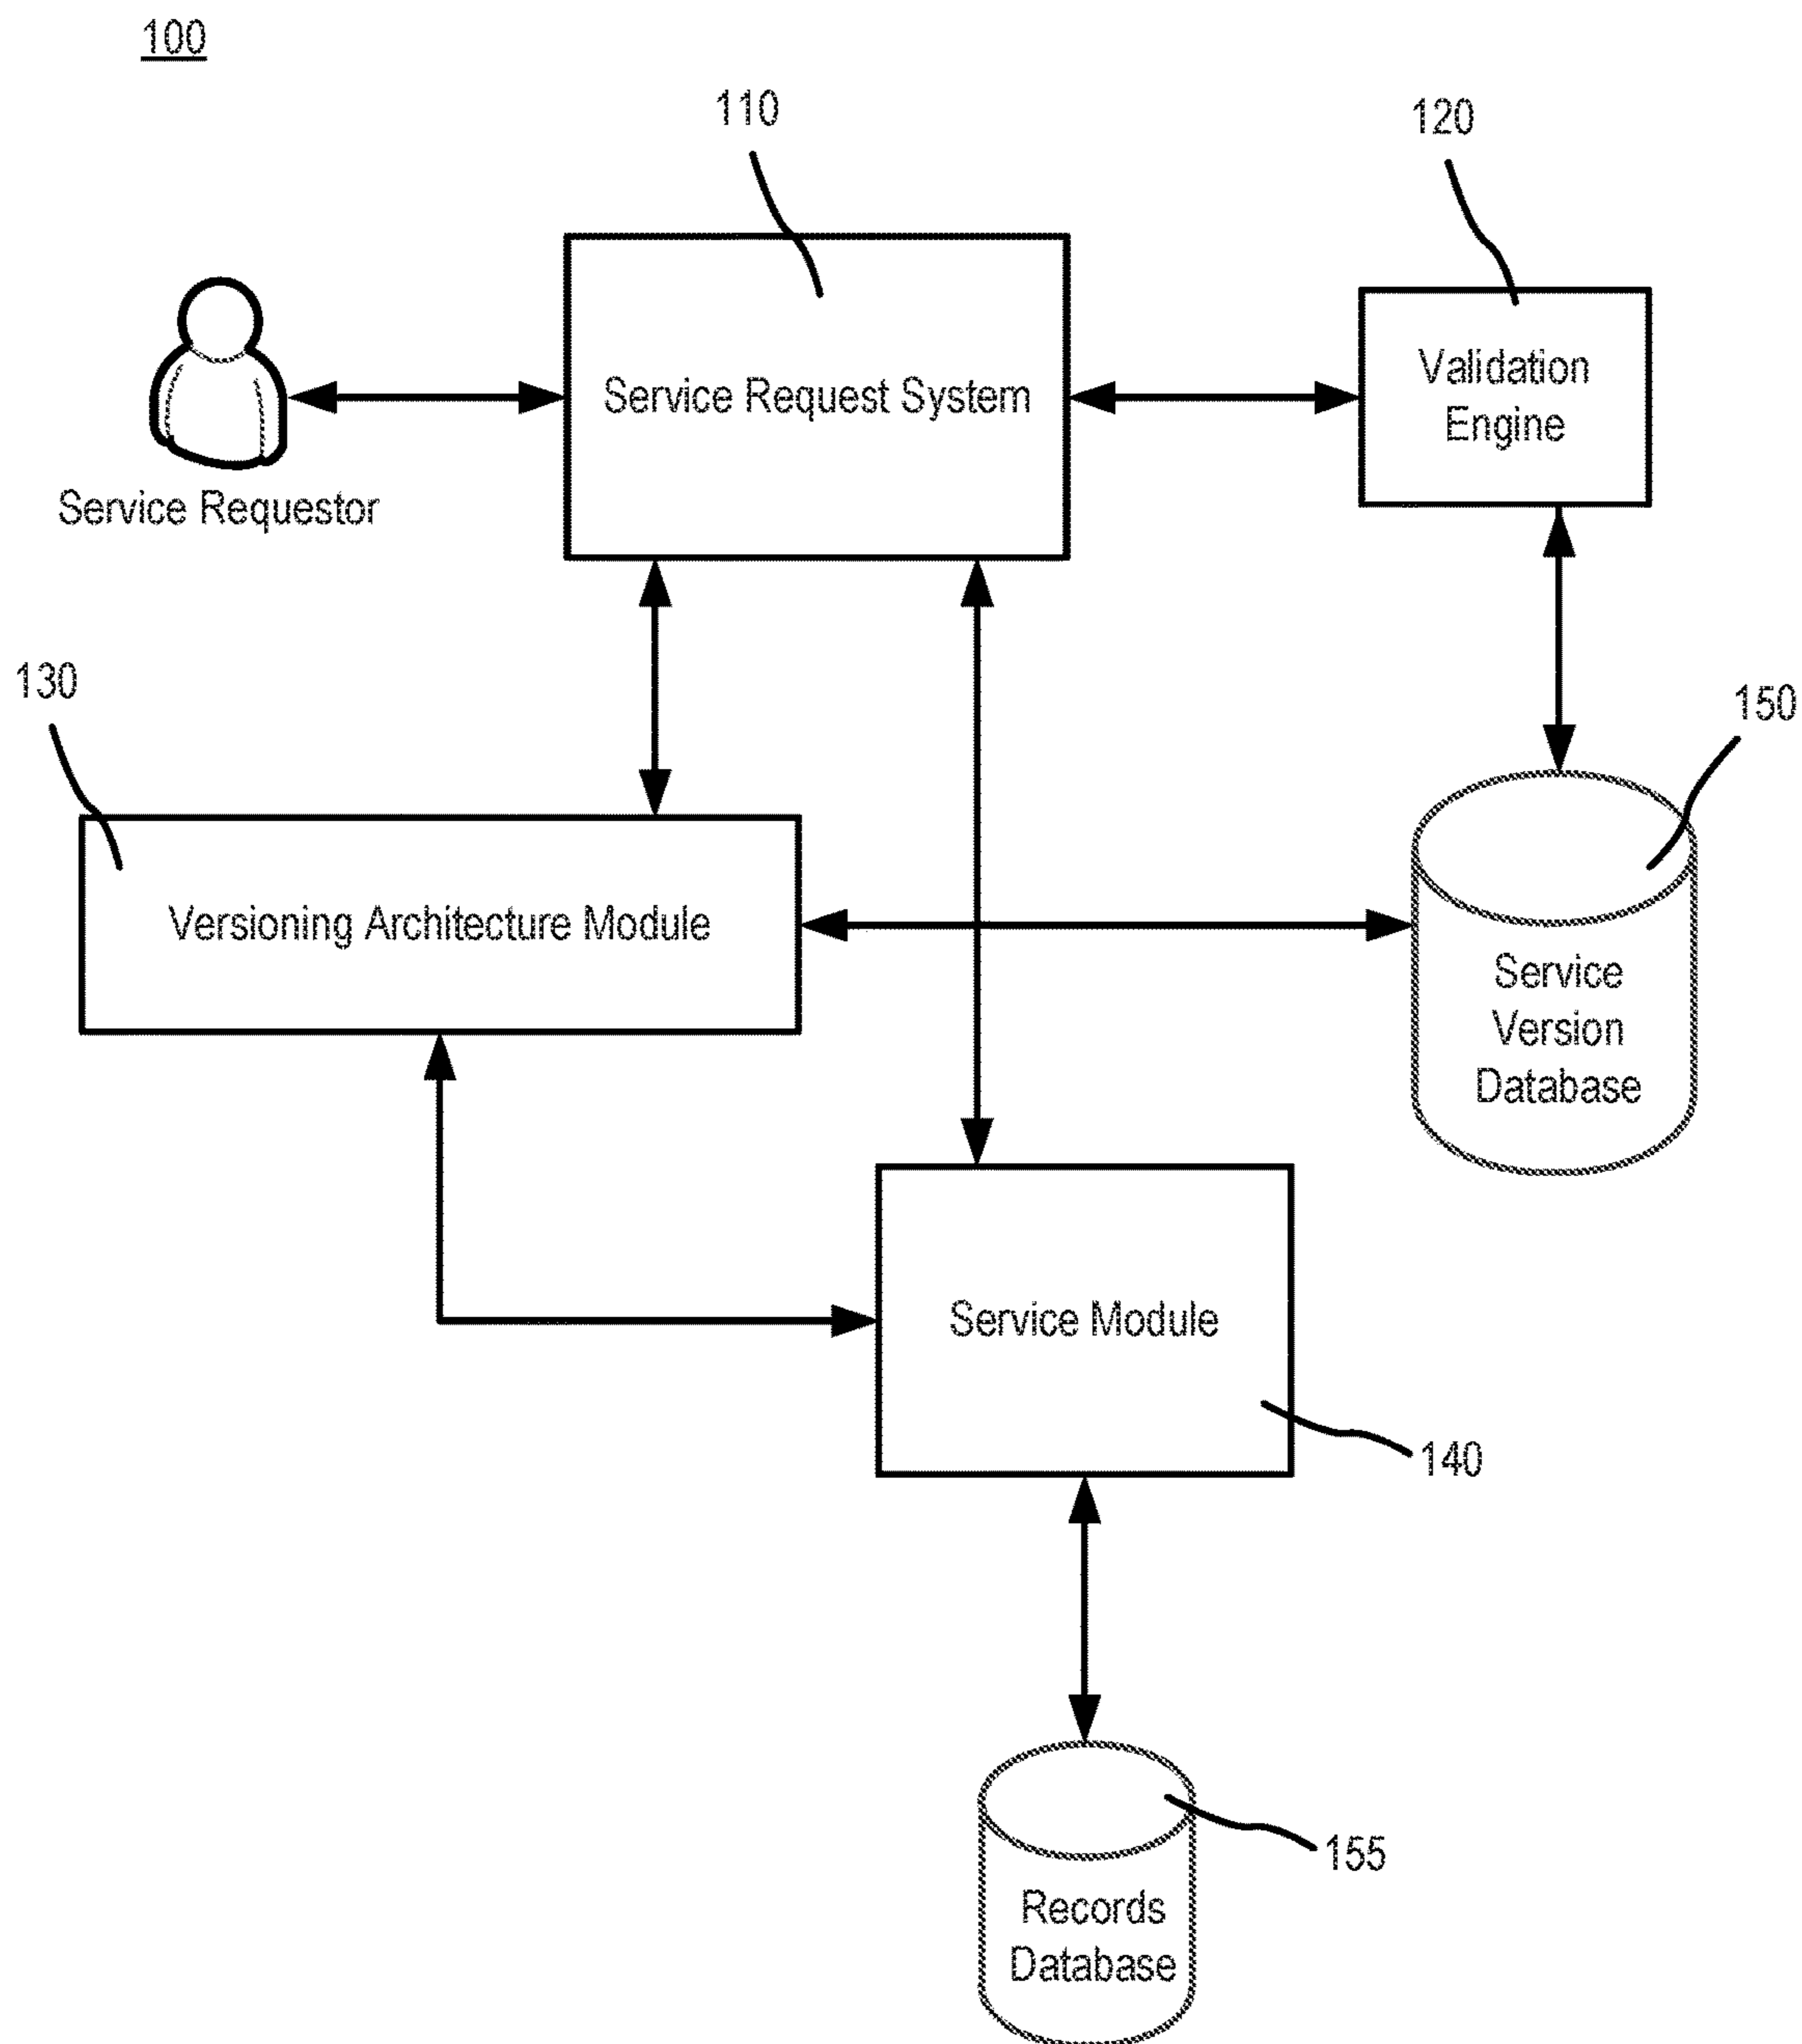 100
110
120
Service Request System
Validation
Engine
Service Requestor
130
150
Versioning Architecture Module
Service
Version
Database
Service Module
140
155
Records
Database